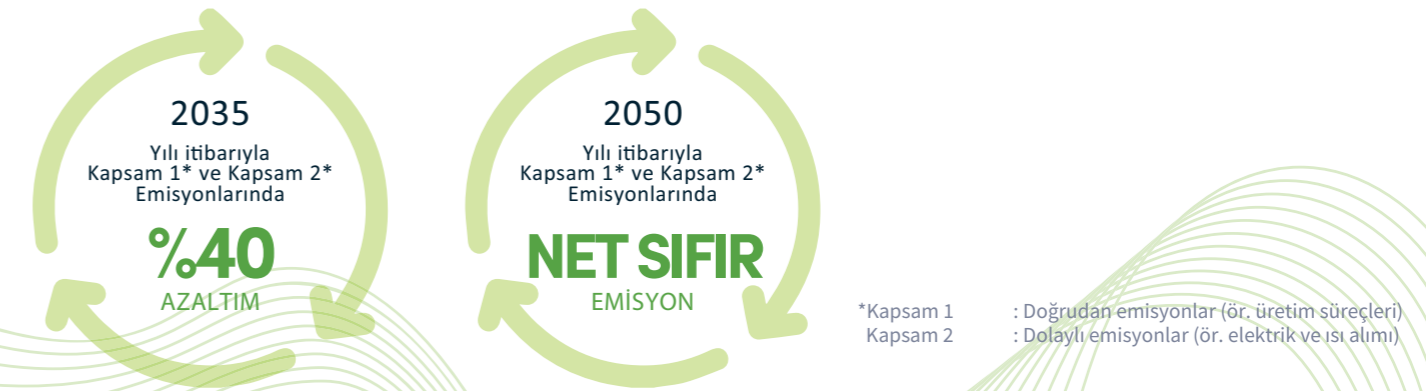 2035
Yılı itibarıyla
Kapsam 1* ve Kapsam 2*
Emisyonlarında
%40
AZALTIM
2050
Yılı itibarıyla
Kapsam 1* ve Kapsam 2*
Emisyonlarında
NET SIFIR
EMİSYON
*Kapsam 1 : Doğrudan emisyonlar (ör. üretim süreçleri)
Kapsam 2 : Dolaylı emisyonlar (ör. elektrik ve ısı alımı)